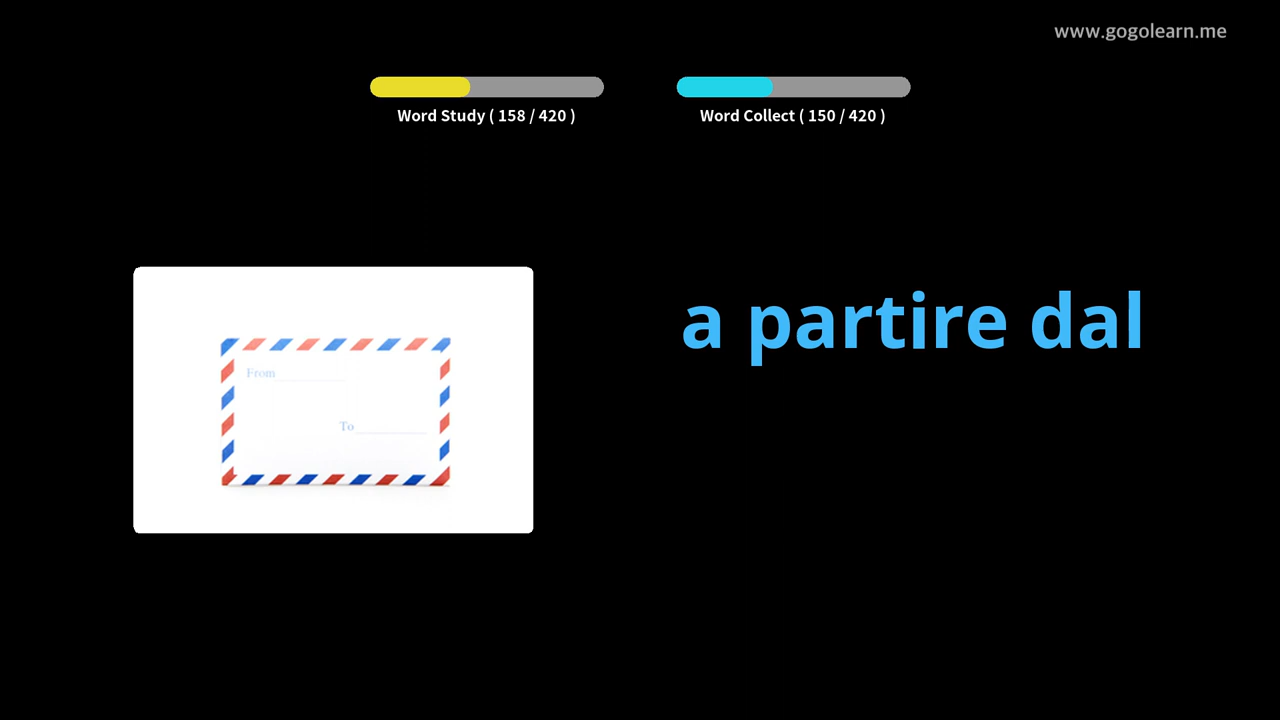 www.gogolearn.me
Word Study ( 158 / 420 )
Word Collect ( 150 / 420 )
a partire dal
From
To